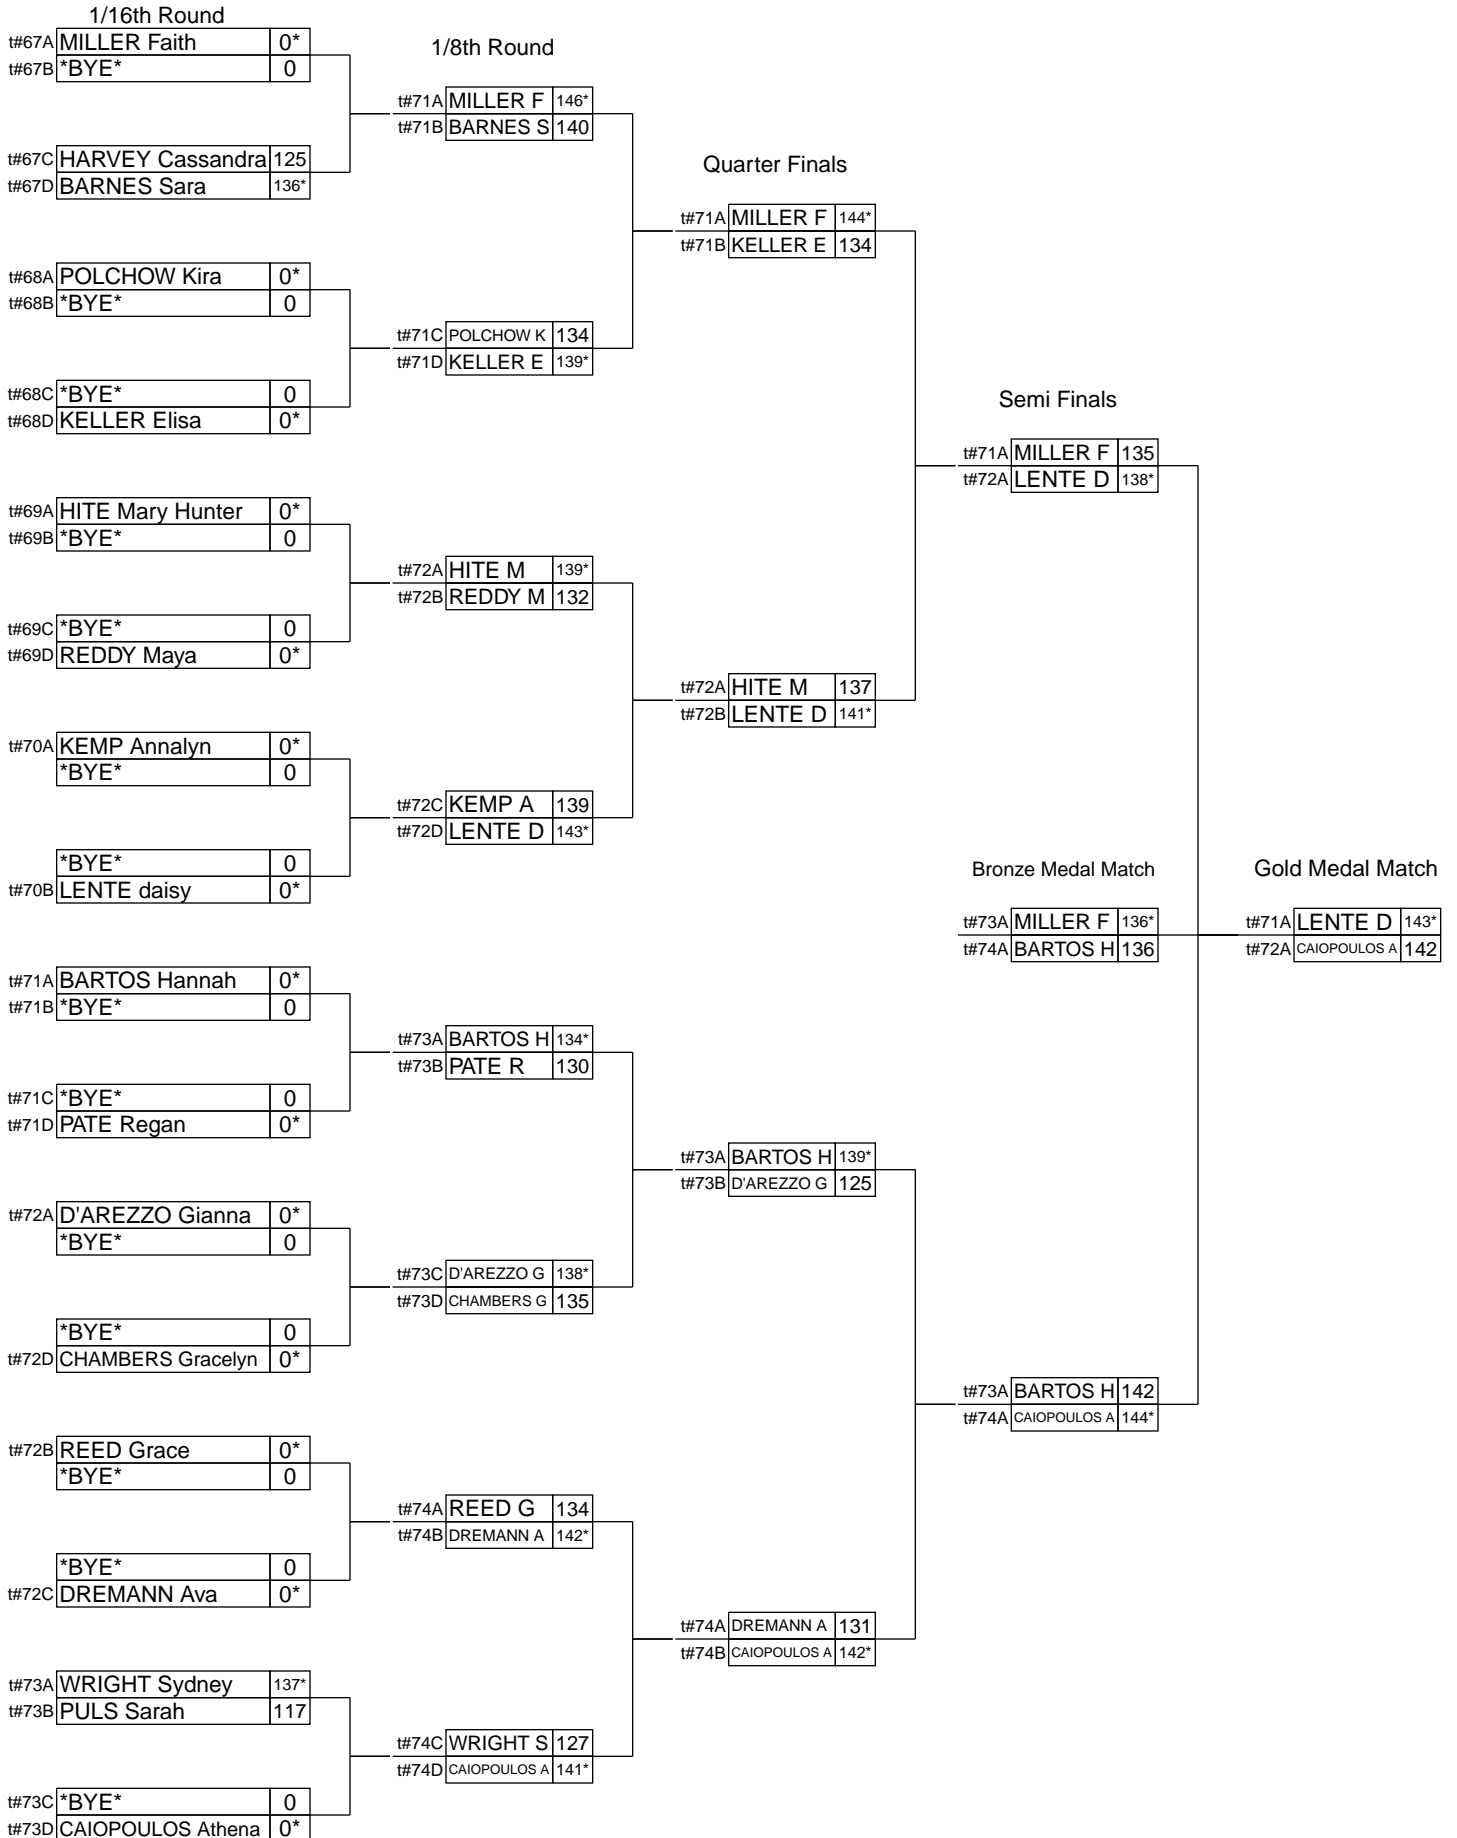 1/16th Round
t#67A MILLER Faith 0*
t#67B *BYE* 0
t#67C HARVEY Cassandra 125
t#67D BARNES Sara 136*
t#68A POLCHOW Kira 0*
t#68B *BYE* 0
t#68C *BYE* 0
t#68D KELLER Elisa 0*
t#69A HITE Mary Hunter 0*
t#69B *BYE* 0
t#69C *BYE* 0
t#69D REDDY Maya 0*
t#70A KEMP Annalyn 0*
*BYE* 0
*BYE* 0
t#70B LENTE daisy 0*
t#71A BARTOS Hannah 0*
t#71B *BYE* 0
t#71C *BYE* 0
t#71D PATE Regan 0*
t#72A D'AREZZO Gianna 0*
*BYE* 0
*BYE* 0
t#72D CHAMBERS Gracelyn 0*
t#72B REED Grace 0*
*BYE* 0
*BYE* 0
t#72C DREMANN Ava 0*
t#73A WRIGHT Sydney 137*
t#73B PULS Sarah 117
t#73C *BYE* 0
t#73D CAIOPOULOS Athena 0*
1/8th Round
t#71A MILLER F 146*
t#71B BARNES S 140
t#71C POLCHOW K 134
t#71D KELLER E 139*
t#72A HITE M 139*
t#72B REDDY M 132
t#72C KEMP A 139
t#72D LENTE D 143*
t#73A BARTOS H 134*
t#73B PATE R 130
t#73C D'AREZZO G 138*
t#73D CHAMBERS G 135
t#74A REED G 134
t#74B DREMANN A 142*
t#74C WRIGHT S 127
t#74D CAIOPOULOS A 141*
Quarter Finals
t#71A MILLER F 144*
t#71B KELLER E 134
t#72A HITE M 137
t#72B LENTE D 141*
t#73A BARTOS H 139*
t#73B D'AREZZO G 125
t#74A DREMANN A 131
t#74B CAIOPOULOS A 142*
Semi Finals
t#71A MILLER F 135
t#72A LENTE D 138*
t#73A BARTOS H 142
t#74A CAIOPOULOS A 144*
Bronze Medal Match
t#73A MILLER F 136*
t#74A BARTOS H 136
Gold Medal Match
t#71A LENTE D 143*
t#72A CAIOPOULOS A 142